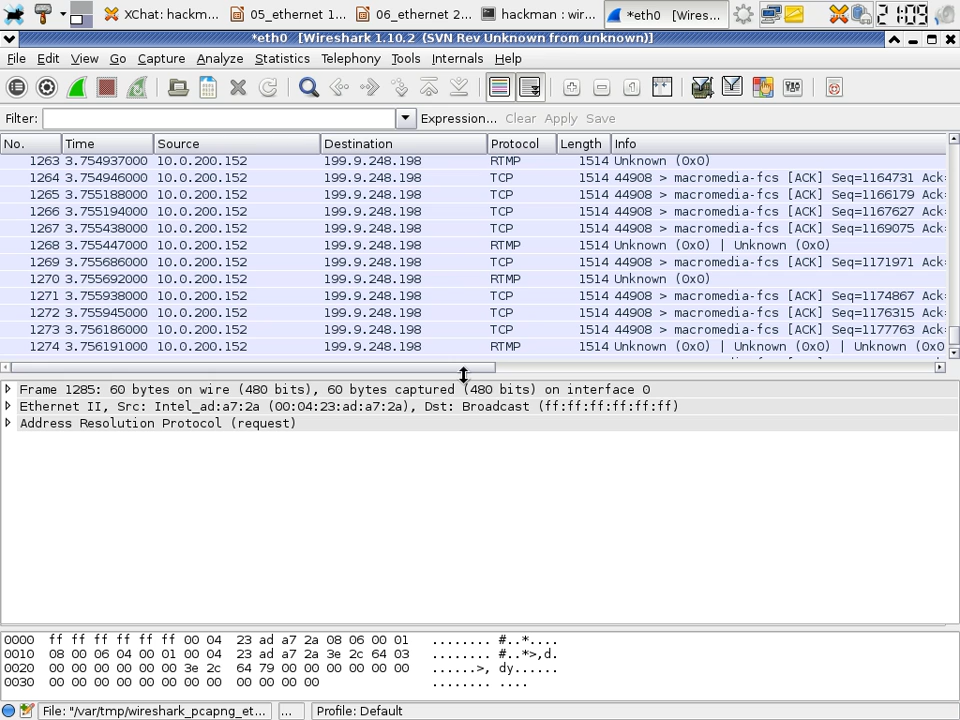 XChat: hackm... 05_ethernet 1... 06_ethernet 2... hackman : wir... *eth0 [Wires... 21:09
*eth0 [Wireshark 1.10.2 (SVN Rev Unknown from unknown)]
File Edit View Go Capture Analyze Statistics Telephony Tools Internals Help
Filter: Expression... Clear Apply Save
No. Time Source Destination Protocol Length Info
1263 3.754937000 10.0.200.152 199.9.248.198 RTMP 1514 Unknown (0x0)
1264 3.754946000 10.0.200.152 199.9.248.198 TCP 1514 44908 > macromedia-fcs [ACK] Seq=1164731 Ack=
1265 3.755188000 10.0.200.152 199.9.248.198 TCP 1514 44908 > macromedia-fcs [ACK] Seq=1166179 Ack=
1266 3.755194000 10.0.200.152 199.9.248.198 TCP 1514 44908 > macromedia-fcs [ACK] Seq=1167627 Ack=
1267 3.755438000 10.0.200.152 199.9.248.198 TCP 1514 44908 > macromedia-fcs [ACK] Seq=1169075 Ack=
1268 3.755447000 10.0.200.152 199.9.248.198 RTMP 1514 Unknown (0x0) | Unknown (0x0)
1269 3.755686000 10.0.200.152 199.9.248.198 TCP 1514 44908 > macromedia-fcs [ACK] Seq=1171971 Ack=
1270 3.755692000 10.0.200.152 199.9.248.198 RTMP 1514 Unknown (0x0)
1271 3.755938000 10.0.200.152 199.9.248.198 TCP 1514 44908 > macromedia-fcs [ACK] Seq=1174867 Ack=
1272 3.755945000 10.0.200.152 199.9.248.198 TCP 1514 44908 > macromedia-fcs [ACK] Seq=1176315 Ack=
1273 3.756186000 10.0.200.152 199.9.248.198 TCP 1514 44908 > macromedia-fcs [ACK] Seq=1177763 Ack=
1274 3.756191000 10.0.200.152 199.9.248.198 RTMP 1514 Unknown (0x0) | Unknown (0x0) | Unknown (0x0
Frame 1285: 60 bytes on wire (480 bits), 60 bytes captured (480 bits) on interface 0
Ethernet II, Src: Intel_ad:a7:2a (00:04:23:ad:a7:2a), Dst: Broadcast (ff:ff:ff:ff:ff:ff)
Address Resolution Protocol (request)
0000 ff ff ff ff ff ff 00 04 23 ad a7 2a 08 06 00 01 ........ #..*....
0010 08 00 06 04 00 01 00 04 23 ad a7 2a 3e 2c 64 03 ........ #..*>,d.
0020 00 00 00 00 00 00 3e 2c 64 79 00 00 00 00 00 00 ......>, dy......
0030 00 00 00 00 00 00 00 00 00 00 00 00 ........ ....
File: "/var/tmp/wireshark_pcapng_et... ... Profile: Default